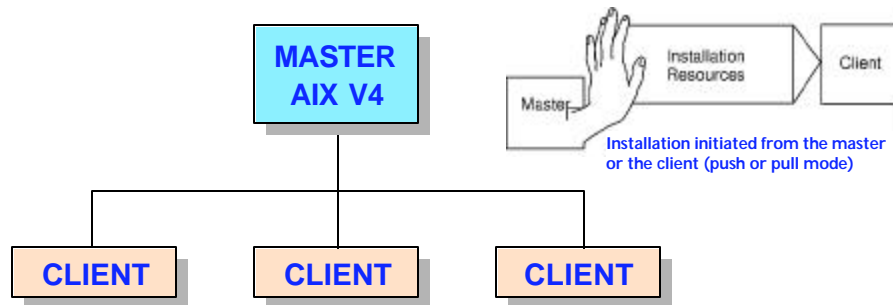 MASTER
AIX V4
Master
Installation
Resources
Client
Installation initiated from the master
or the client (push or pull mode)
CLIENT
CLIENT
CLIENT